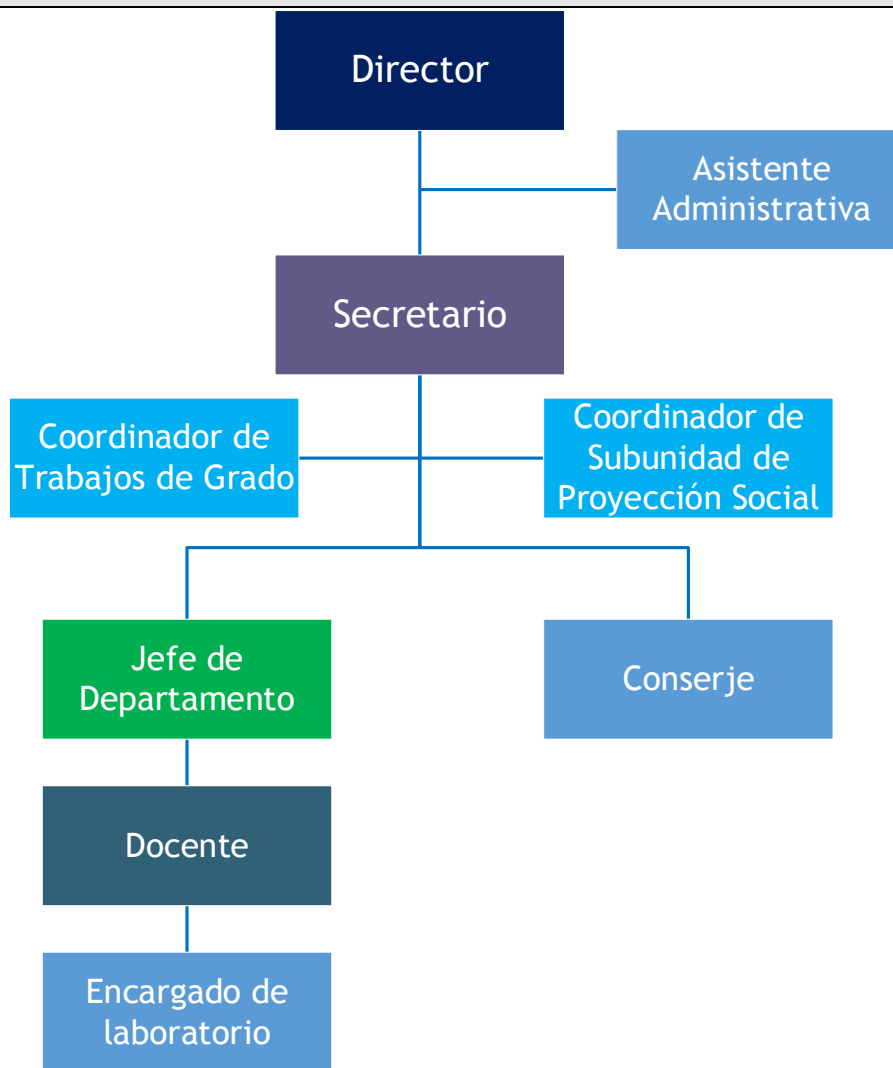 Director
Asistente
Administrativa
Secretario
Coordinador de
Trabajos de Grado
Coordinador de
Subunidad de
Proyección Social
Jefe de
Departamento
Conserje
Docente
Encargado de
laboratorio